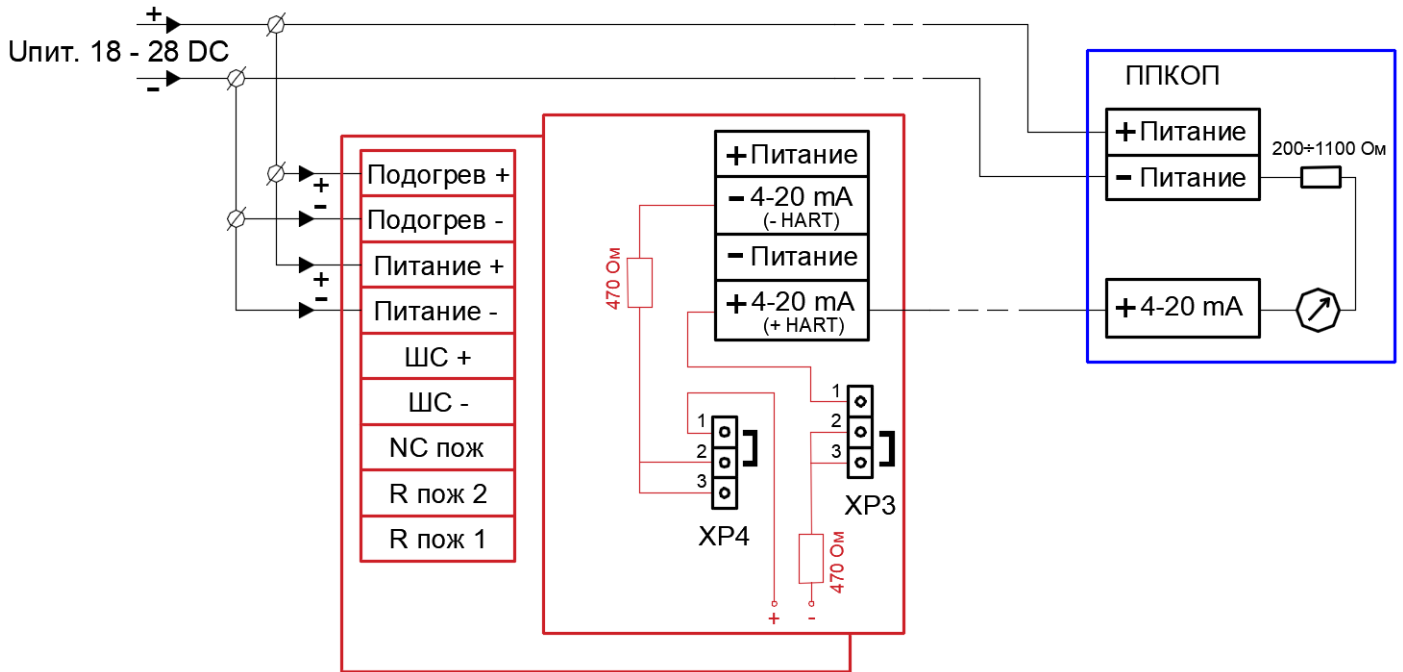 +
Uпит. 18 - 28 DC
-
ППКОП
+ Питание
- Питание
200÷1100 Ом
+ 4-20 mA
Подогрев +
Подогрев -
Питание +
Питание -
ШС +
ШС -
NC пож
R пож 2
R пож 1
+
-
+
-
+ Питание
- 4-20 mA
(- HART)
- Питание
+ 4-20 mA
(+ HART)
470 Ом
1
2
3
XP4
1
2
3
XP3
470 Ом
+
-